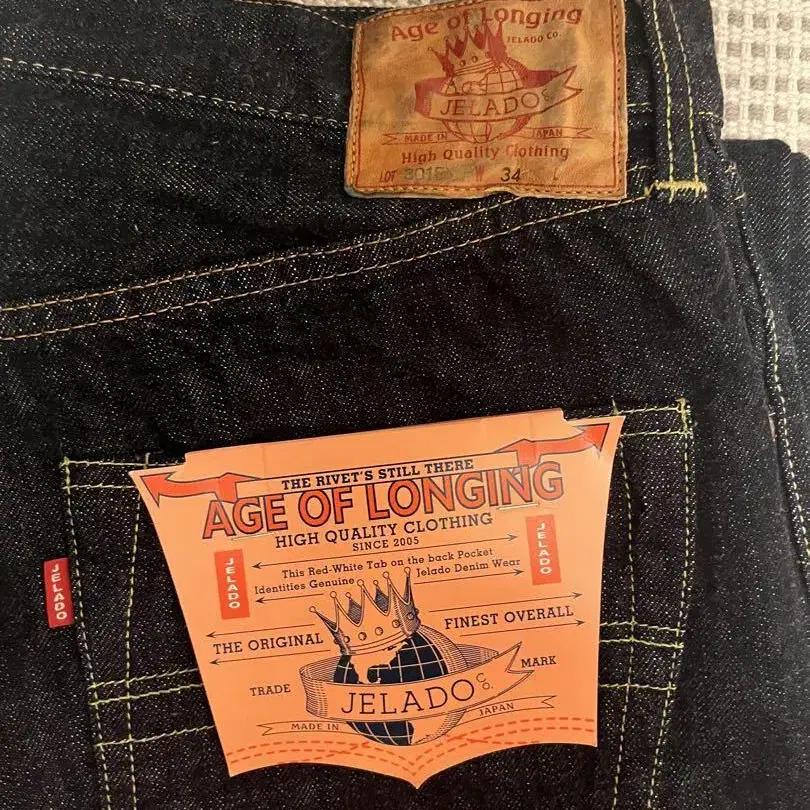 Age of Longing
JELADO CO.
JELADO Co.
MADE IN JAPAN
High Quality Clothing
LOT W 34 L
THE RIVET'S STILL THERE
AGE OF LONGING
HIGH QUALITY CLOTHING
SINCE 2005
JELADO
JELADO
This Red-White Tab on the back Pocket
Identities Genuine Jelado Denim Wear
JELADO
THE ORIGINAL FINEST OVERALL
TRADE MARK
JELADO Co.
MADE IN JAPAN